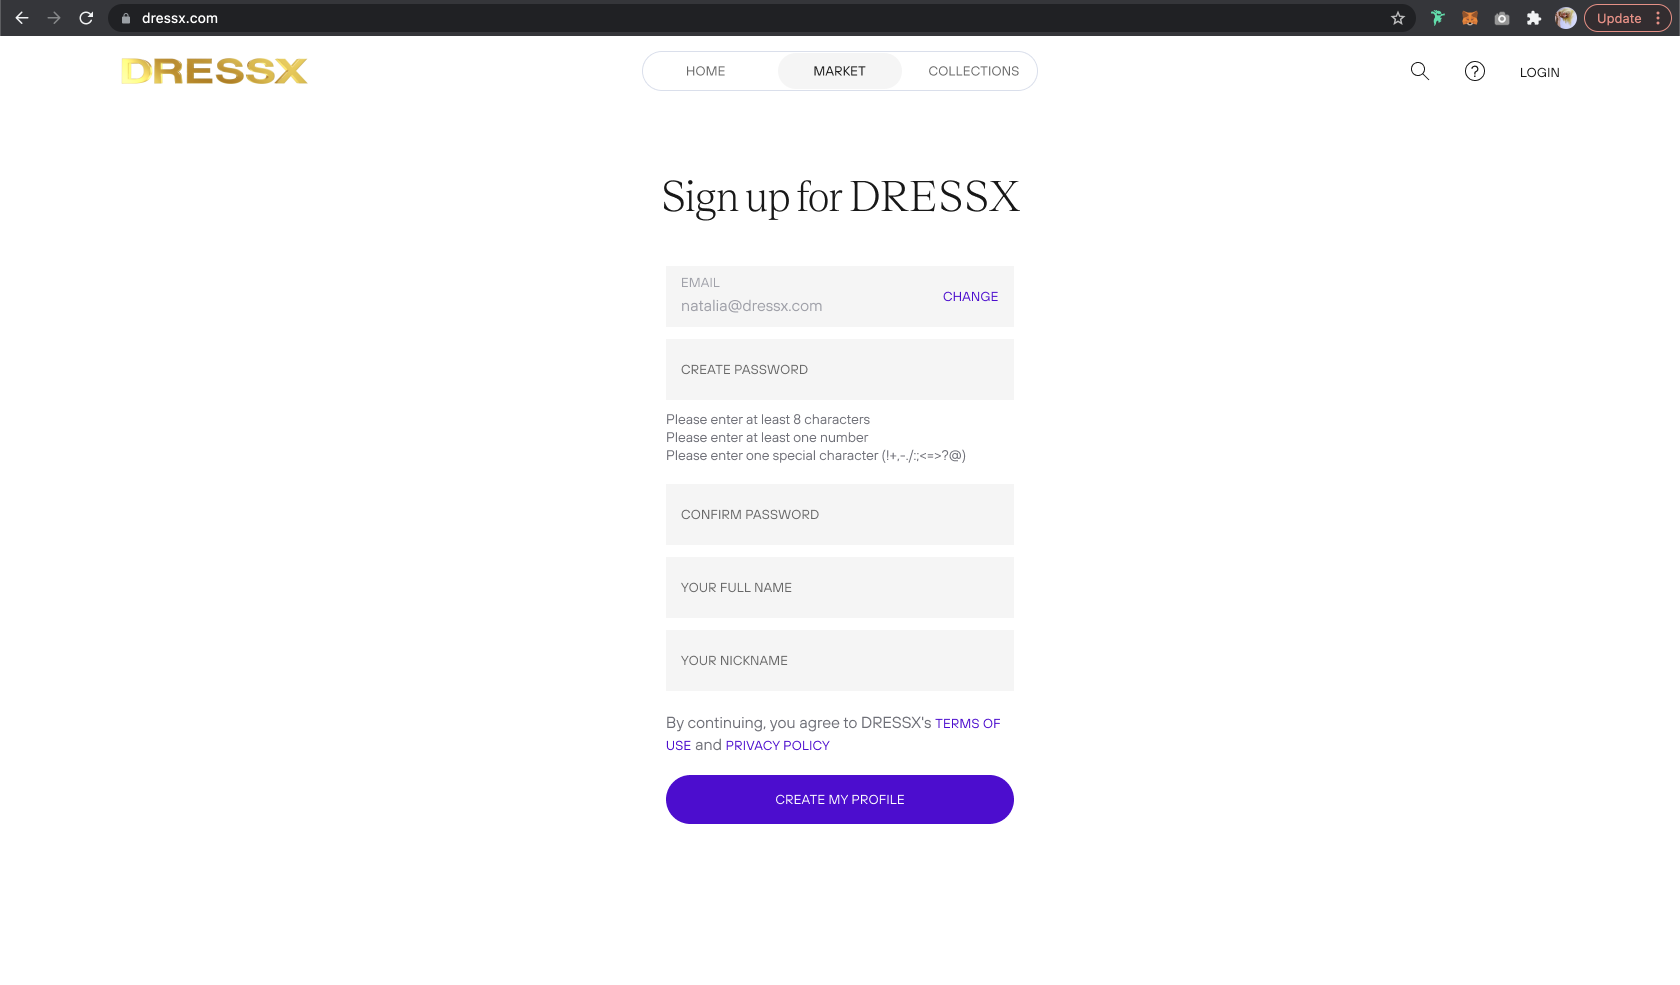 dressx.com
Update
DRESSX
HOME
MARKET
COLLECTIONS
LOGIN
Sign up for DRESSX
EMAIL
natalia@dressx.com
CHANGE
CREATE PASSWORD
Please enter at least 8 characters
Please enter at least one number
Please enter one special character (!+,-./:;<=>?@)
CONFIRM PASSWORD
YOUR FULL NAME
YOUR NICKNAME
By continuing, you agree to DRESSX's TERMS OF
USE and PRIVACY POLICY
CREATE MY PROFILE